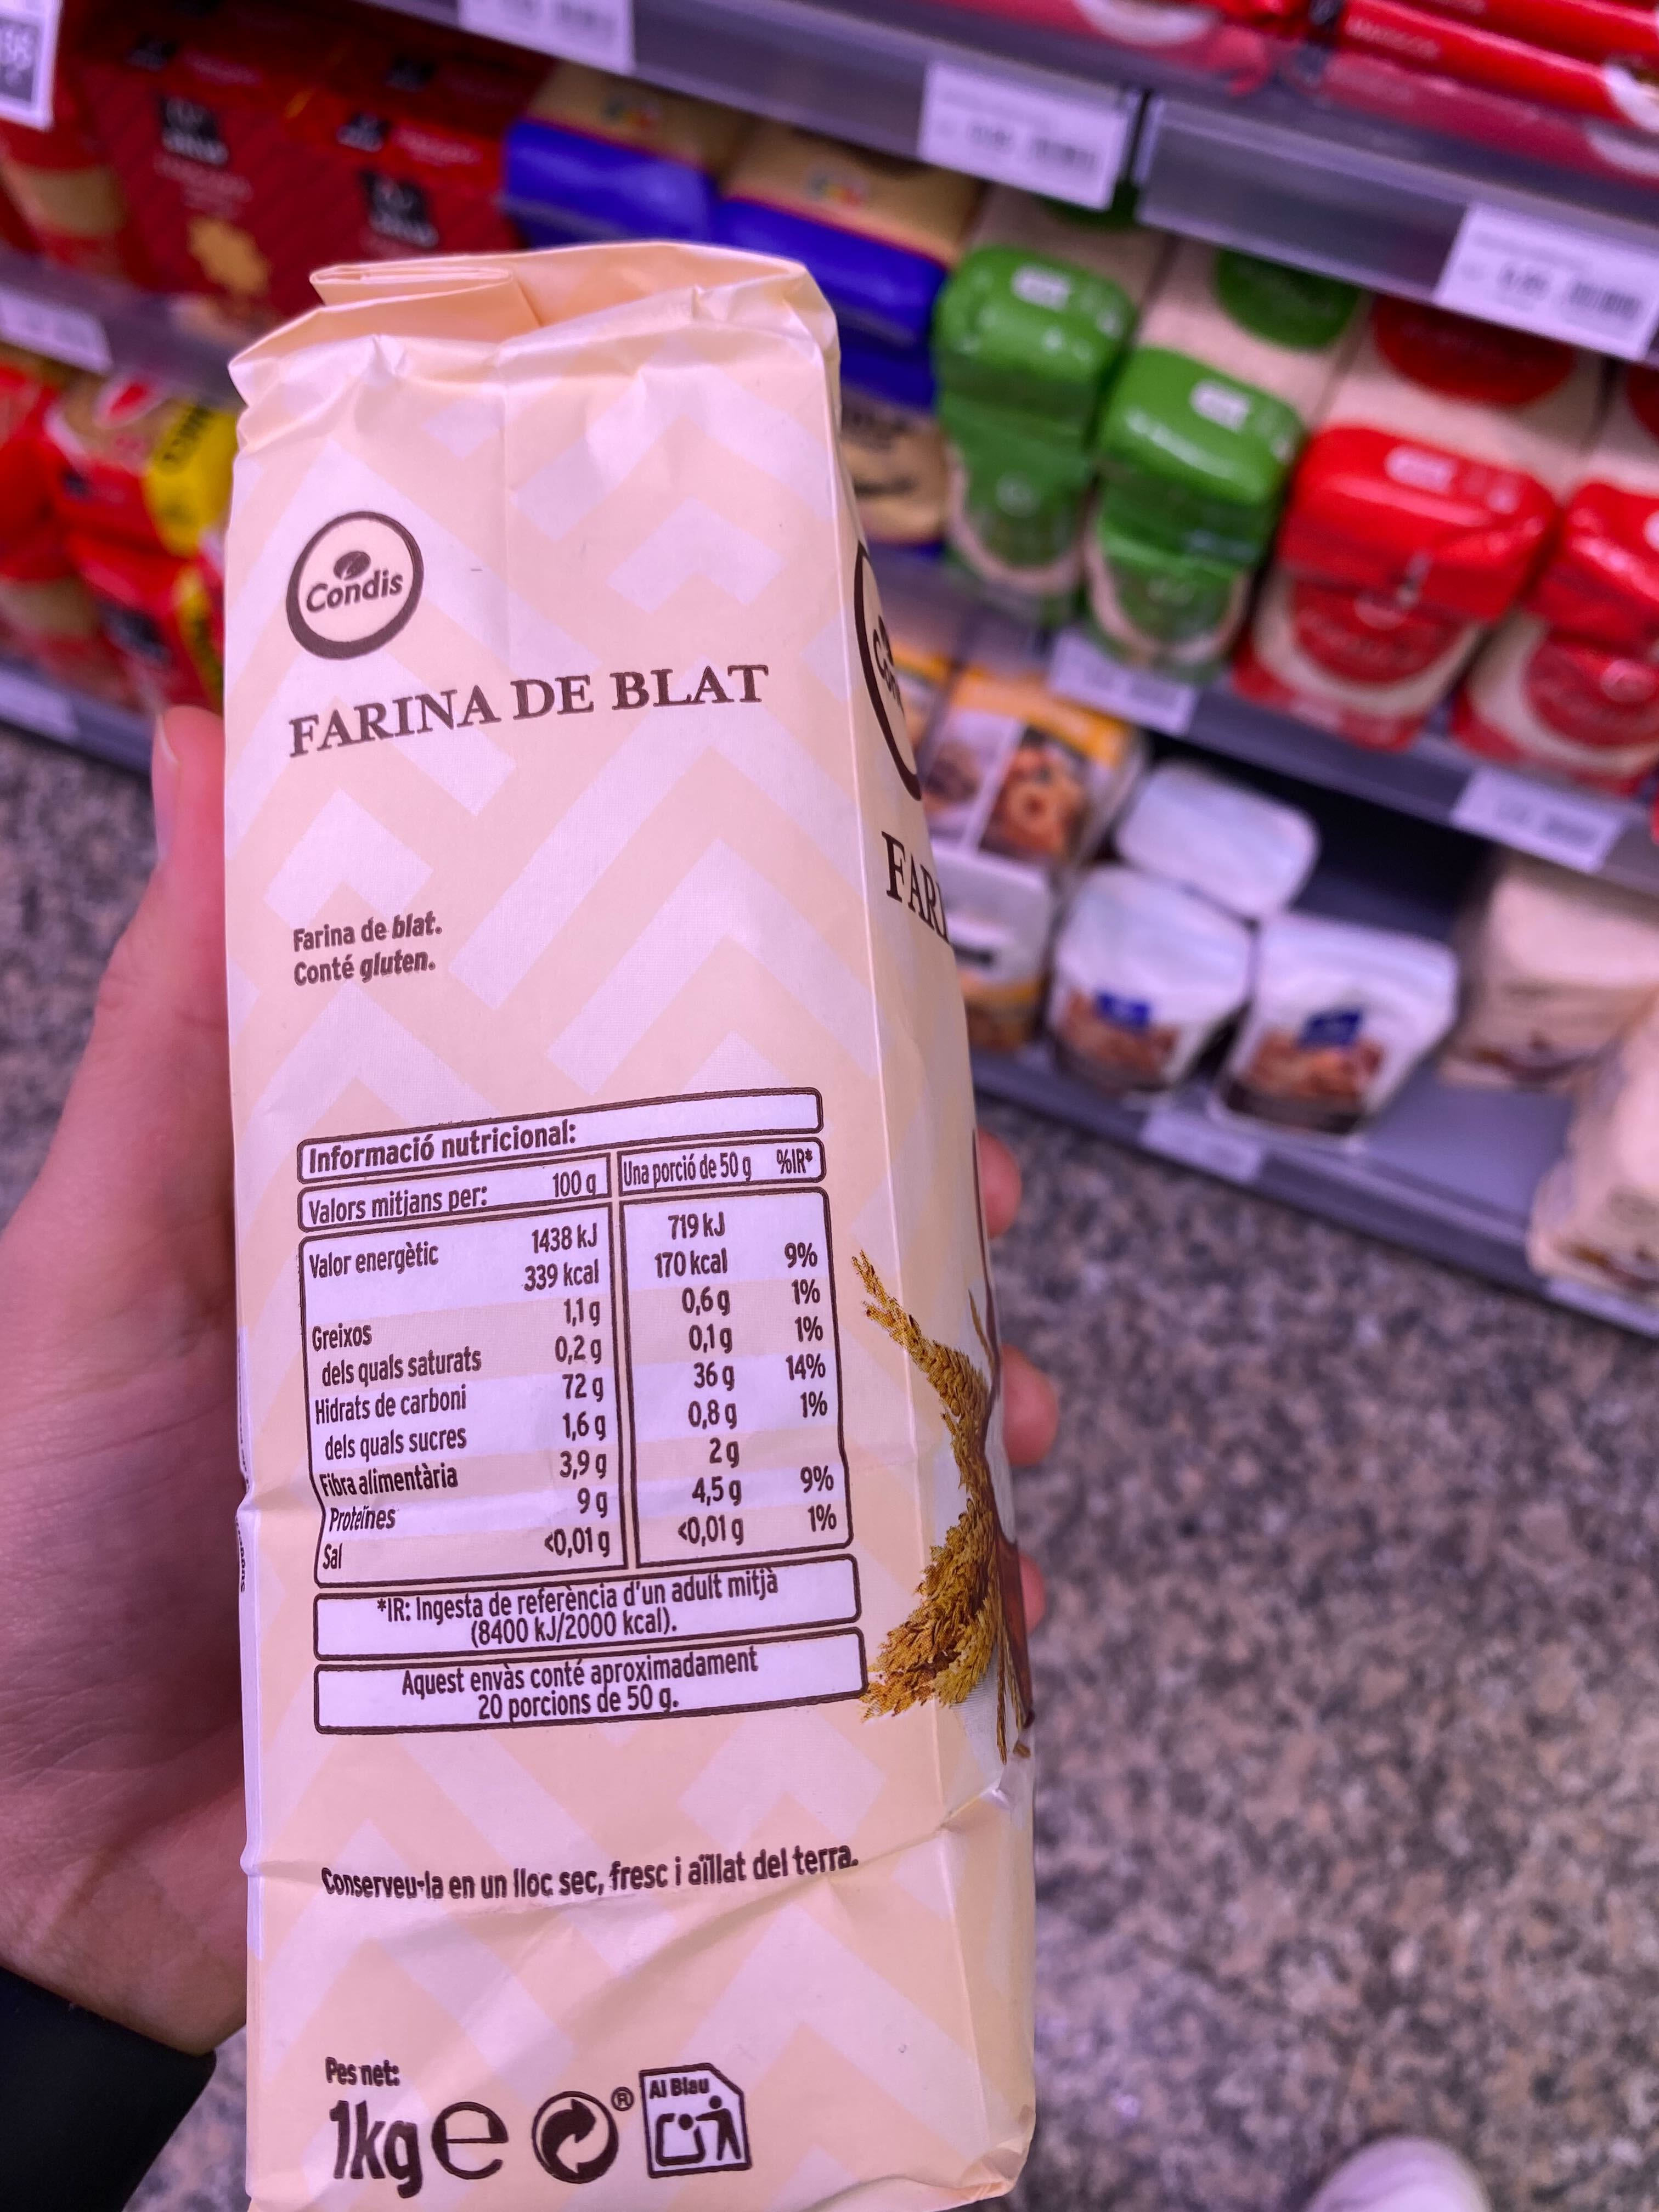 Condis
FARINA DE BLAT
FAR
Farina de blat.
Conté gluten.
Informació nutricional:
Valors mitjans per: 100 g Una porció de 50 g %IR*
Valor energètic 1438 kJ 719 kJ
339 kcal 170 kcal 9%
Greixos 1,1 g 0,6 g 1%
dels quals saturats 0,2 g 0,1 g 1%
Hidrats de carboni 72 g 36 g 14%
dels quals sucres 1,6 g 0,8 g 1%
Fibra alimentària 3,9 g 2 g
Proteïnes 9 g 4,5 g 9%
Sal <0,01 g <0,01 g 1%
*IR: Ingesta de referència d'un adult mitjà
(8400 kJ/2000 kcal).
Aquest envàs conté aproximadament
20 porcions de 50 g.
Conserveu-la en un lloc sec, fresc i aïllat del terra.
Pes net:
1kg e ® Al Blau